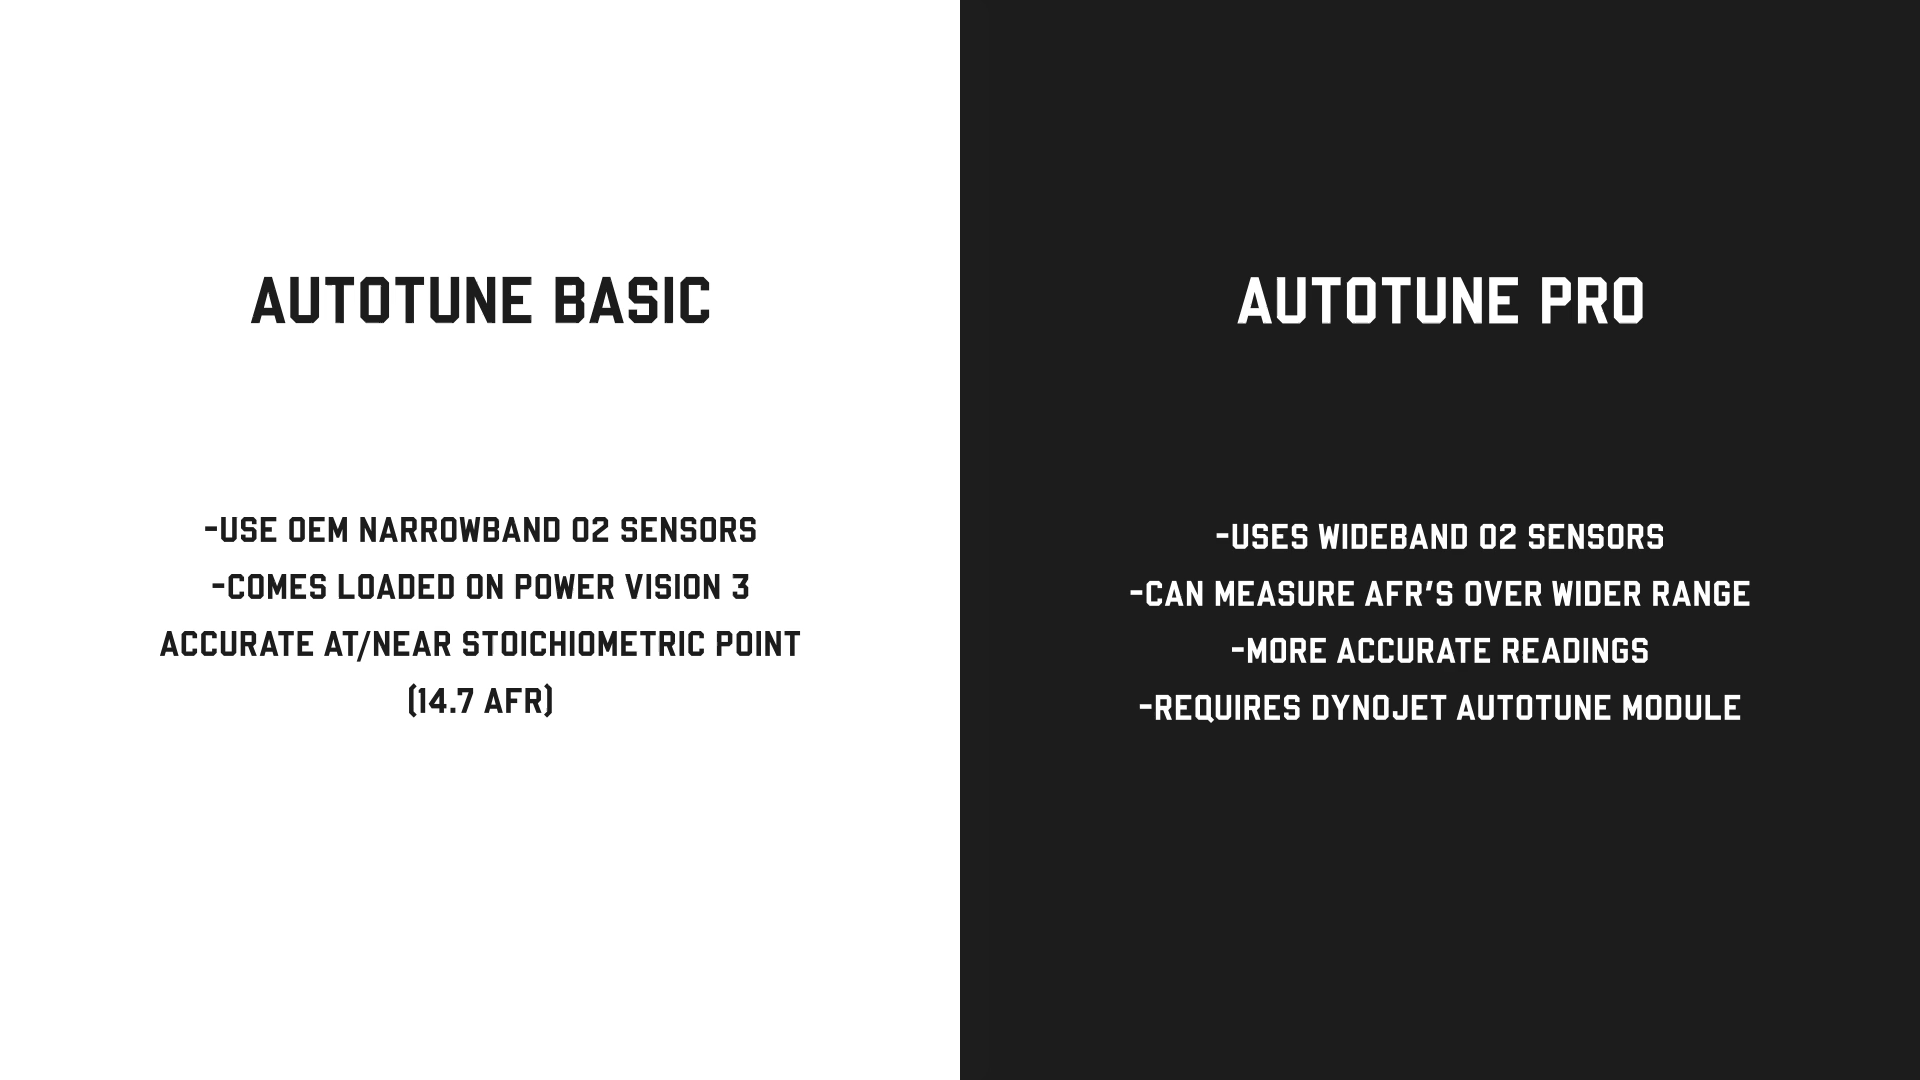 AUTOTUNE BASIC
-USE OEM NARROWBAND O2 SENSORS
-COMES LOADED ON POWER VISION 3
ACCURATE AT/NEAR STOICHIOMETRIC POINT
(14.7 AFR)
AUTOTUNE PRO
-USES WIDEBAND O2 SENSORS
-CAN MEASURE AFR'S OVER WIDER RANGE
-MORE ACCURATE READINGS
-REQUIRES DYNOJET AUTOTUNE MODULE